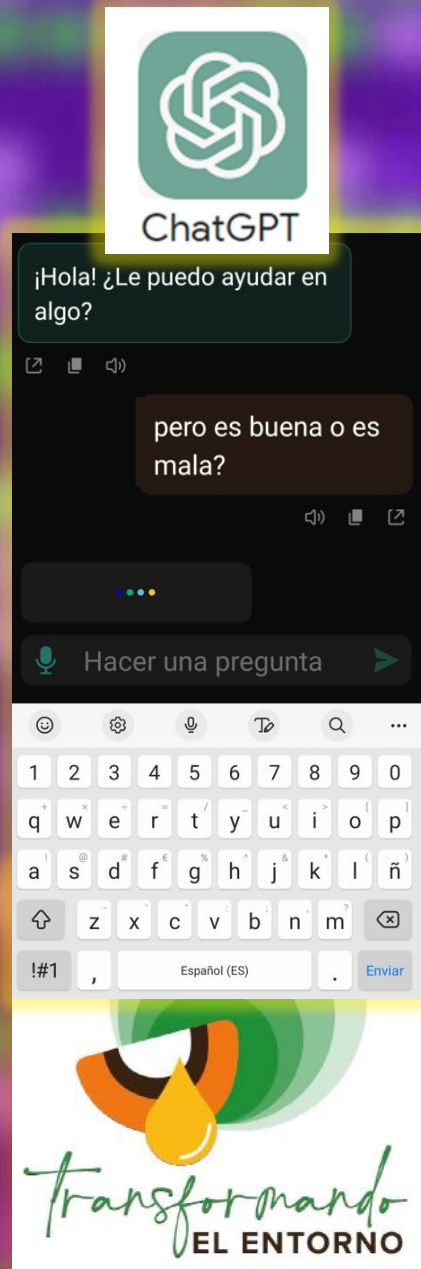 ChatGPT
¡Hola! ¿Le puedo ayudar en
algo?
pero es buena o es
mala?
Hacer una pregunta
1 2 3 4 5 6 7 8 9 0
q w e r t y u i o p
a s d f g h j k l ñ
z x c v b n m
!#1 , Español (ES) . Enviar
transformando
EL ENTORNO